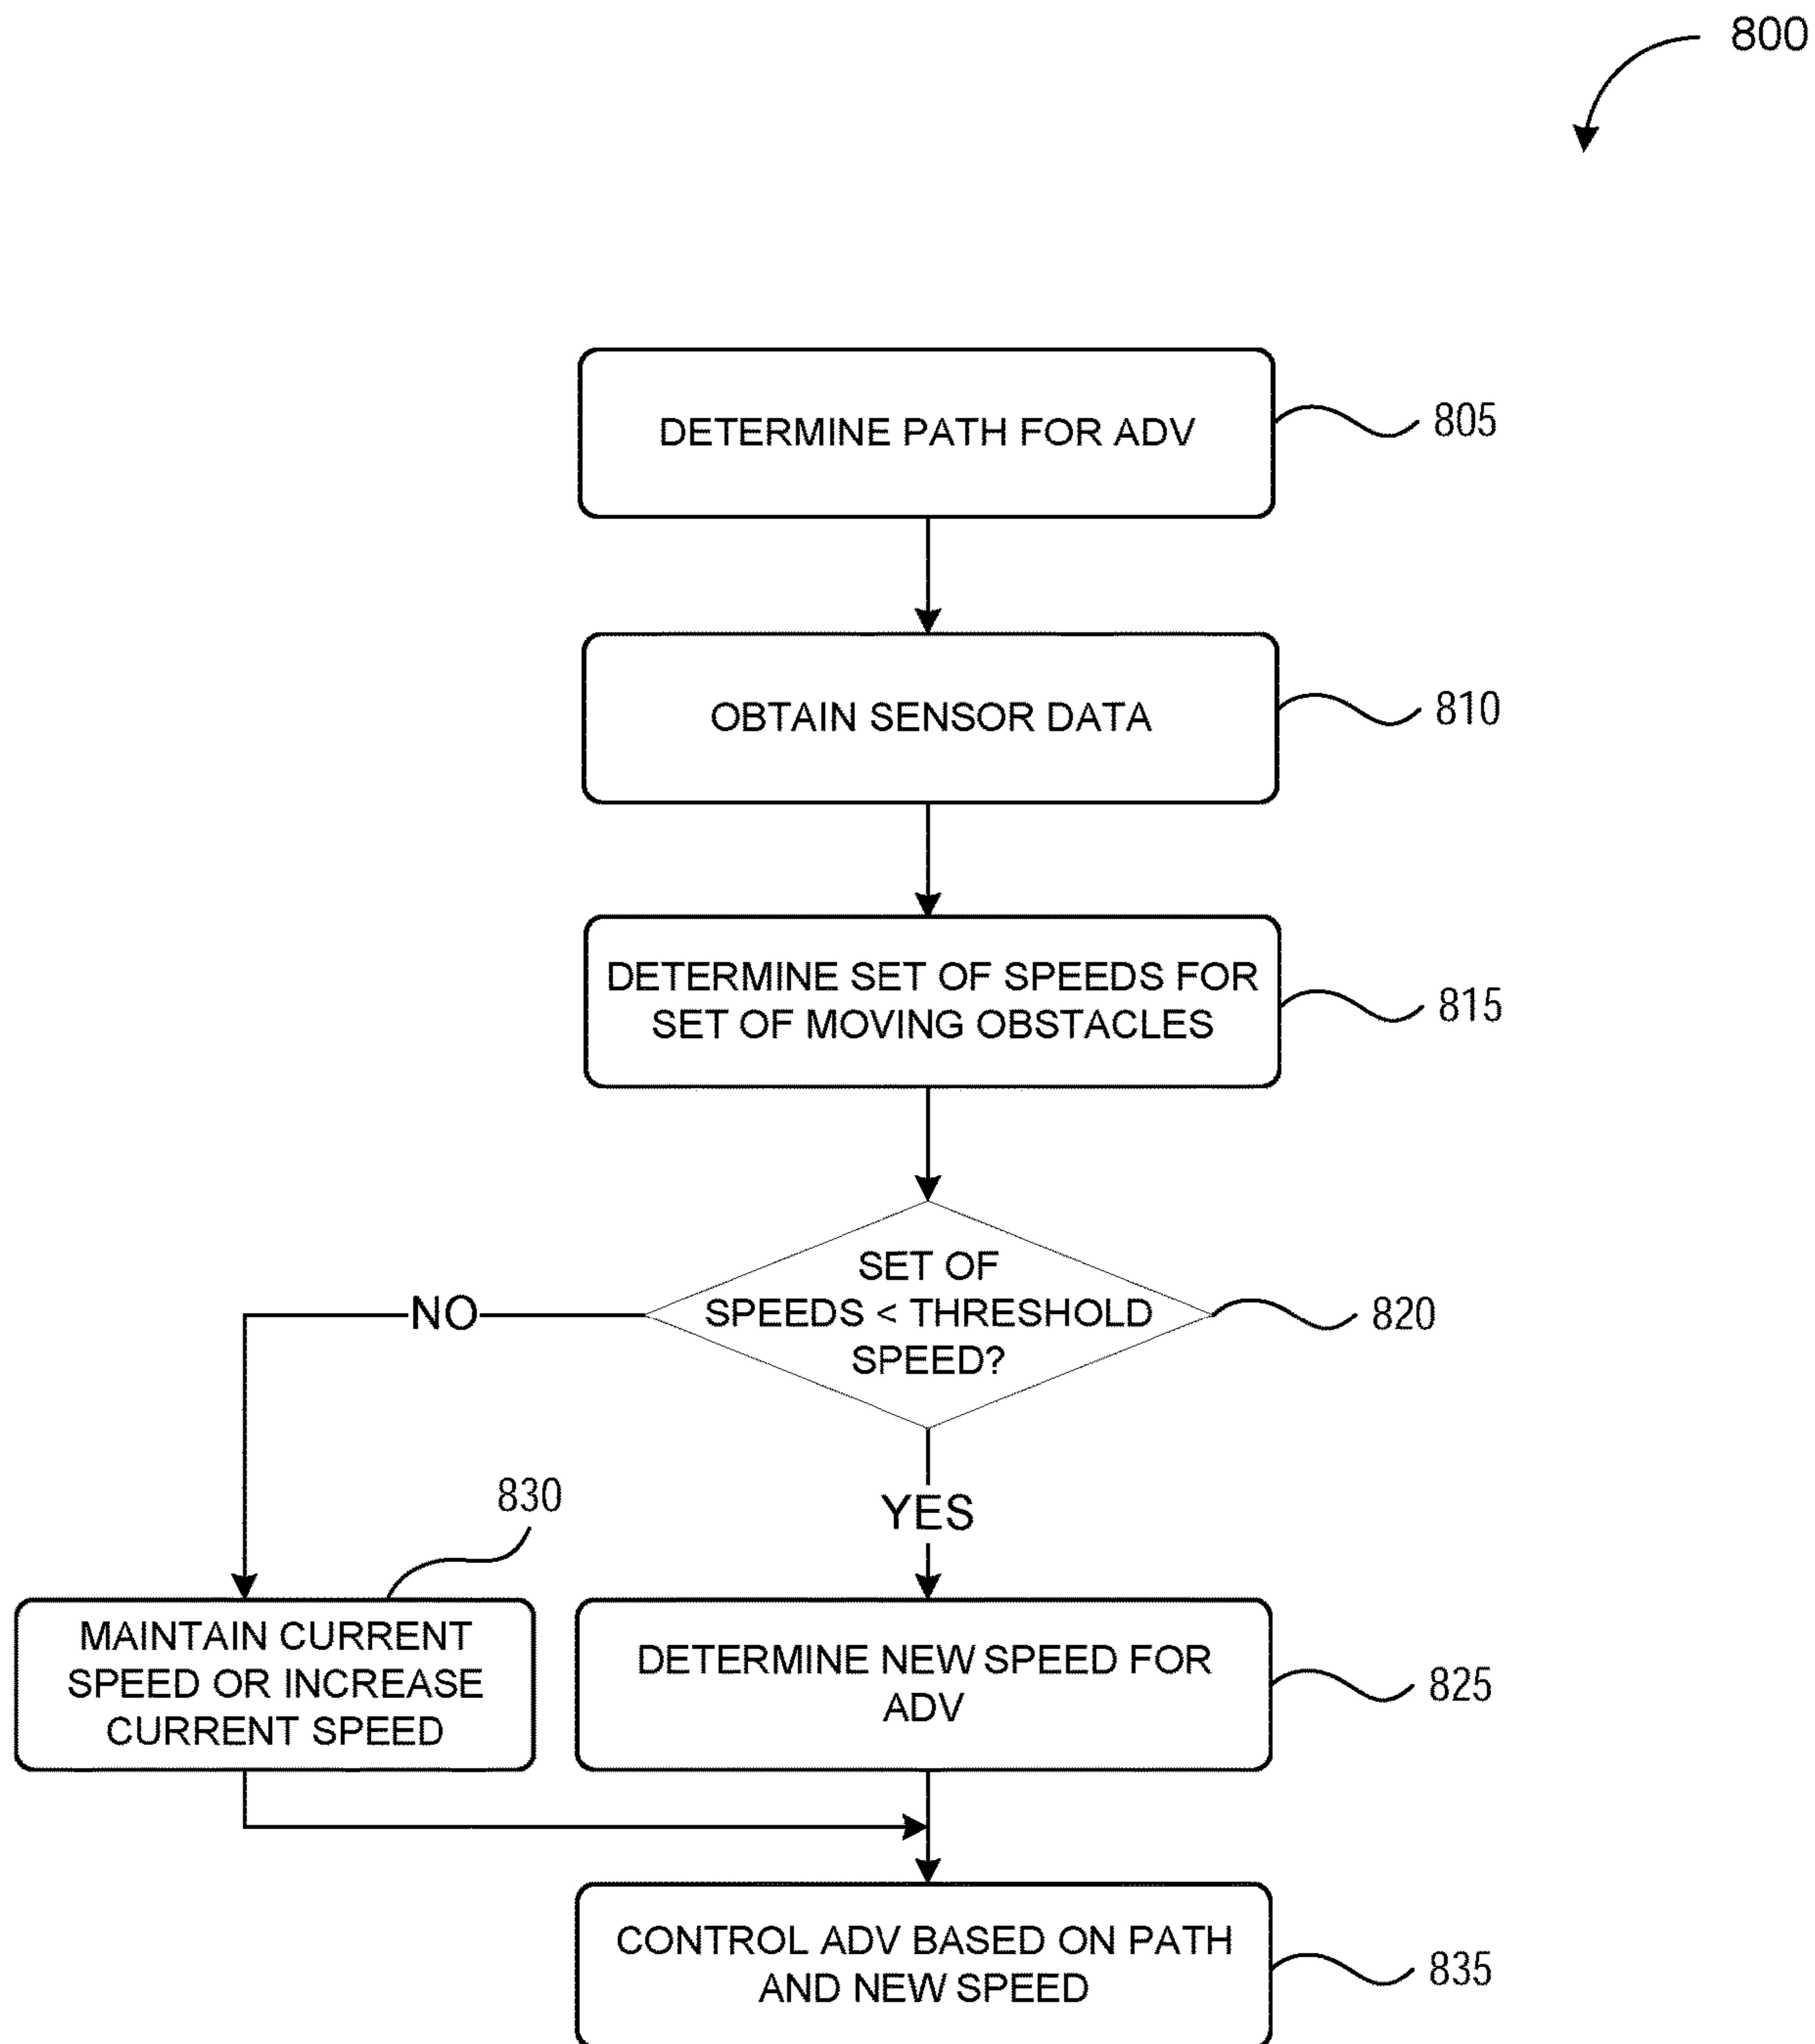 800
DETERMINE PATH FOR ADV
805
OBTAIN SENSOR DATA
810
DETERMINE SET OF SPEEDS FOR
SET OF MOVING OBSTACLES
815
SET OF
SPEEDS < THRESHOLD
SPEED?
820
NO
YES
830
MAINTAIN CURRENT
SPEED OR INCREASE
CURRENT SPEED
DETERMINE NEW SPEED FOR
ADV
825
CONTROL ADV BASED ON PATH
AND NEW SPEED
835